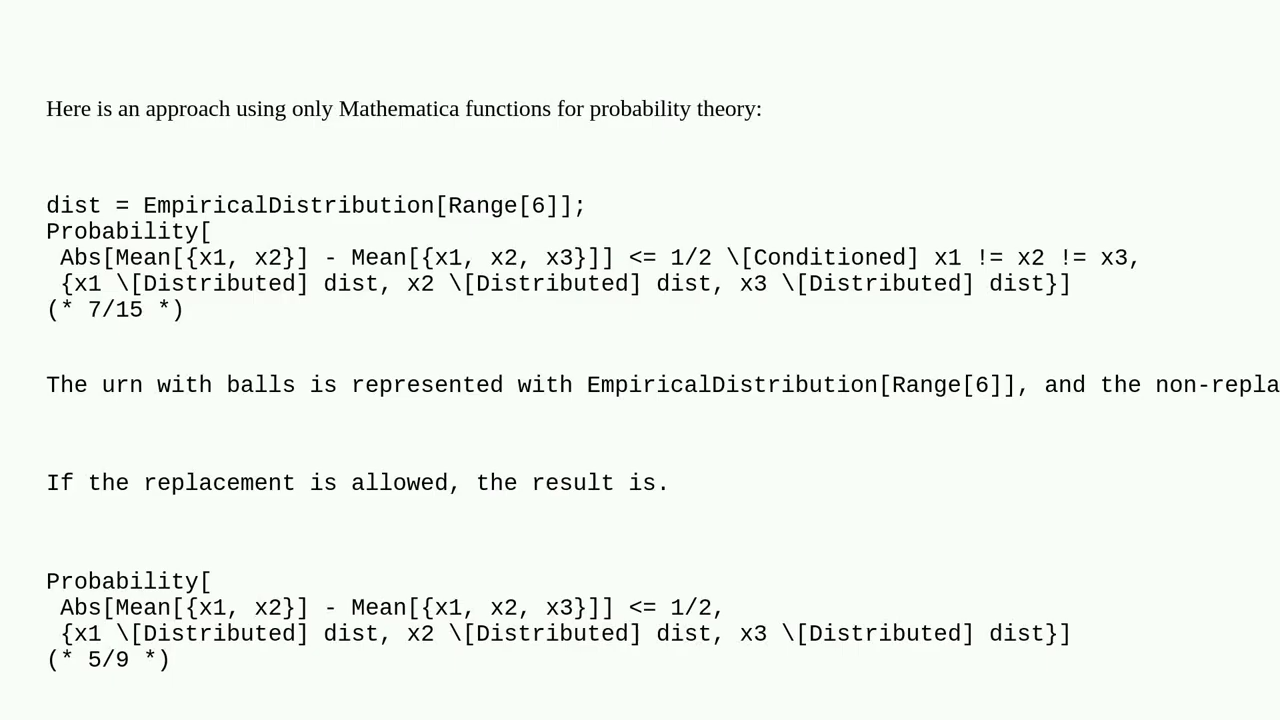 Here is an approach using only Mathematica functions for probability theory:
dist = EmpiricalDistribution[Range[6]];
Probability[
 Abs[Mean[{x1, x2}] - Mean[{x1, x2, x3}]] <= 1/2 \[Conditioned] x1 != x2 != x3,
 {x1 \[Distributed] dist, x2 \[Distributed] dist, x3 \[Distributed] dist}]
(* 7/15 *)
The urn with balls is represented with EmpiricalDistribution[Range[6]], and the non-repla
If the replacement is allowed, the result is.
Probability[
 Abs[Mean[{x1, x2}] - Mean[{x1, x2, x3}]] <= 1/2,
 {x1 \[Distributed] dist, x2 \[Distributed] dist, x3 \[Distributed] dist}]
(* 5/9 *)